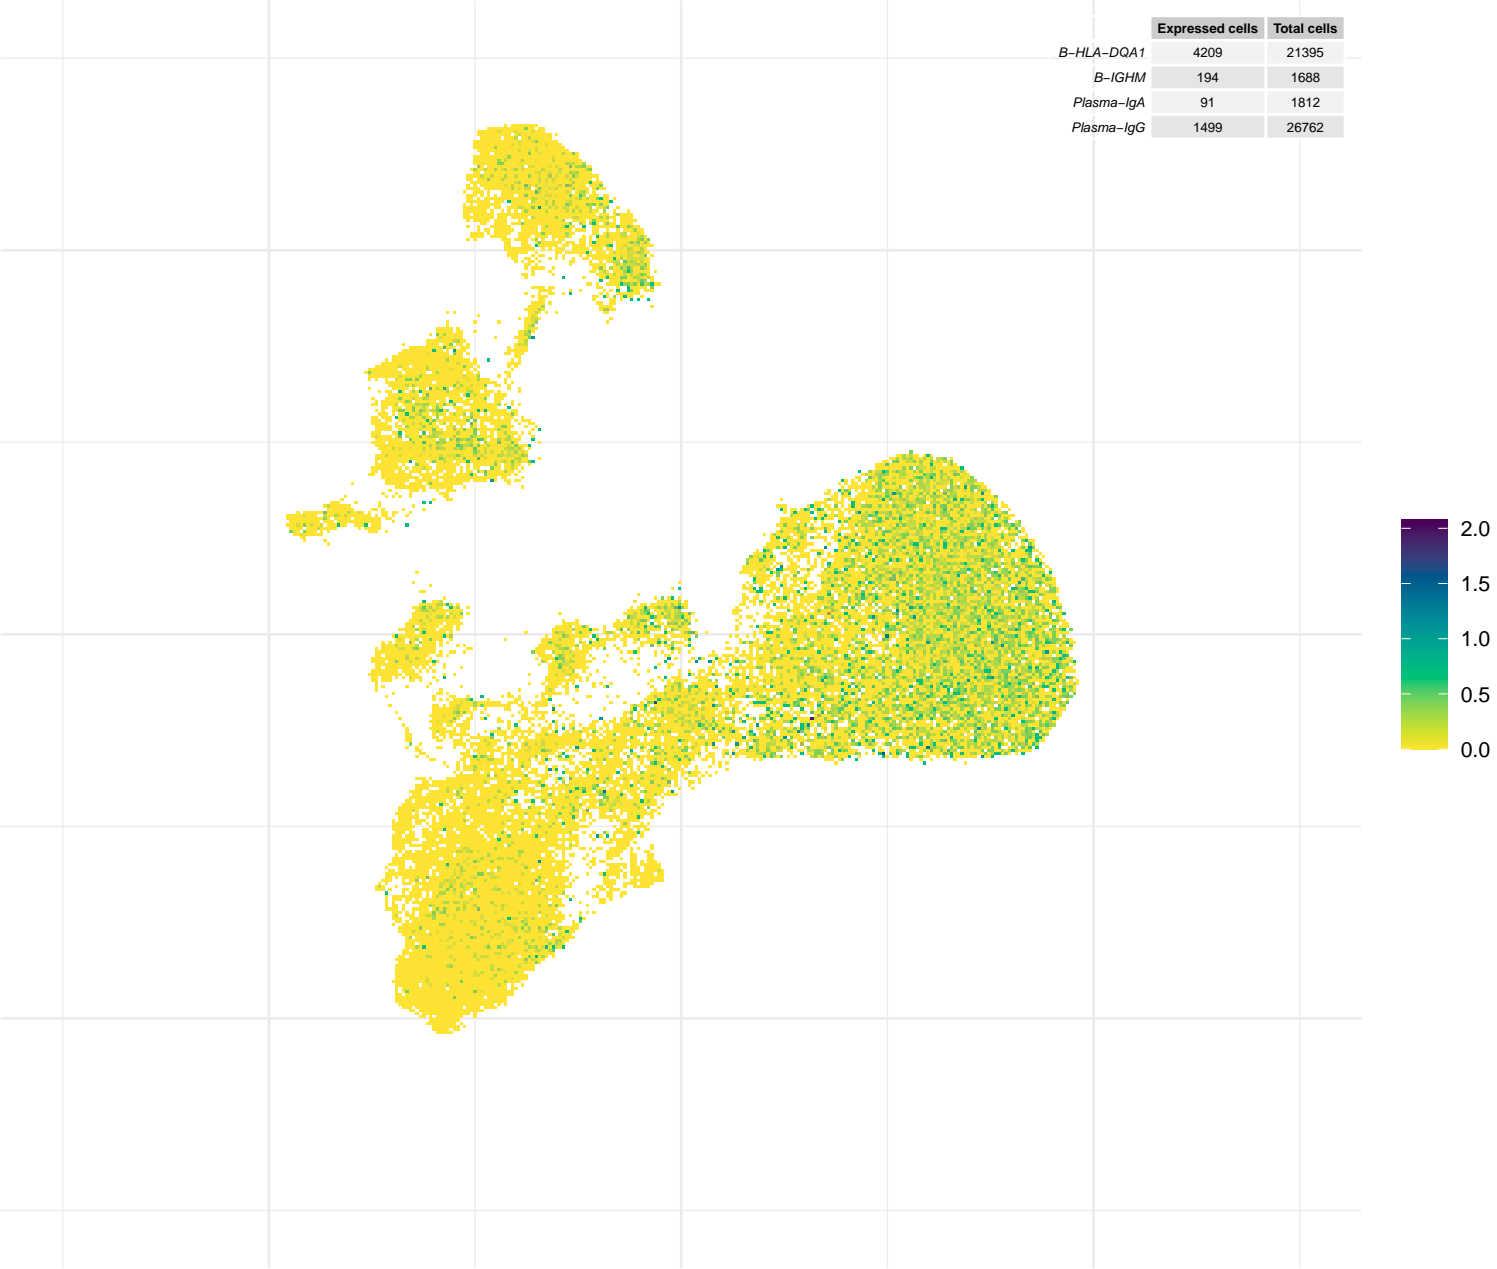 Expressed cells Total cells
B−HLA−DQA1 4209 21395
B−IGHM 194 1688
Plasma−IgA 91 1812
Plasma−IgG 1499 26762
2.0
1.5
1.0
0.5
0.0